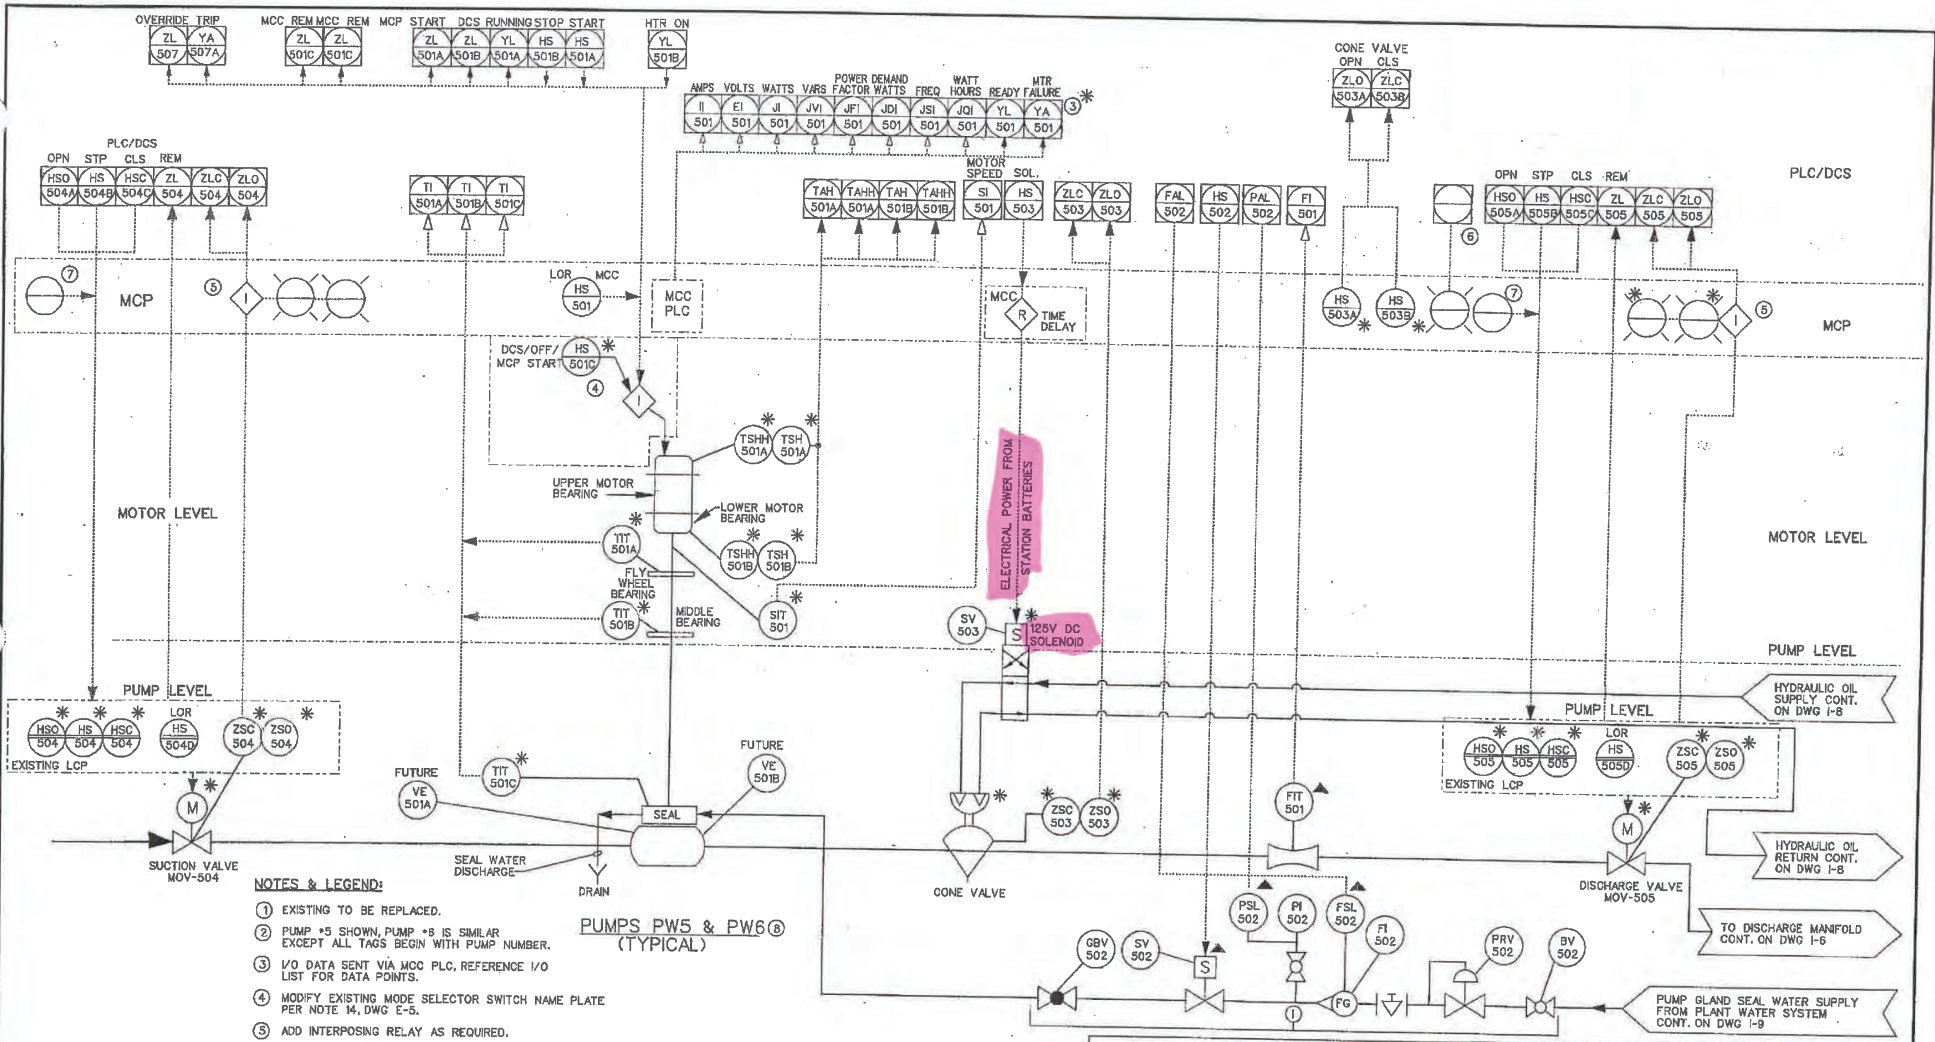 OVERRIDE TRIP
ZL 507
YA 507A
MCC REM MCC REM
ZL 501C
ZL 501C
MCP START DCS RUNNING STOP START
ZL 501A
ZL 501B
YL 501A
HS 501B
HS 501A
HTR ON
YL 501B
AMPS VOLTS WATTS VARS POWER FACTOR DEMAND WATTS FREQ WATT HOURS READY MTR FAILURE
II 501
EI 501
JI 501
JVI 501
JFI 501
JDI 501
JSI 501
JQI 501
YL 501
YA 501
3 *
CONE VALVE
OPN CLS
ZLO 503A
ZLC 503B
PLC/DCS
OPN STP CLS REM
HSO 504A
HS 504B
HSC 504C
ZL 504
ZLC 504
ZLO 504
TI 501A
TI 501B
TI 501C
TAH 501A
TAHH 501A
TAH 501B
TAHH 501B
MOTOR SPEED
SI 501
SOL.
HS 503
ZLC 503
ZLO 503
FAL 502
HS 502
PAL 502
FI 501
6
OPN STP CLS REM
HSO 505A
HS 505B
HSC 505C
ZL 505
ZLC 505
ZLO 505
PLC/DCS
7
MCP
5
I
LOR MCC
HS 501
MCC PLC
MCC
R
TIME DELAY
HS 503A *
HS 503B *
7
* *
I
5
MCP
DCS/OFF/
MCP START
HS 501C *
4
I
TSHH 501A *
TSH 501A *
UPPER MOTOR
BEARING
LOWER MOTOR
BEARING
MOTOR LEVEL
TIT 501A *
TSHH 501B *
TSH 501B *
FLY
WHEEL
BEARING
TIT 501B *
MIDDLE
BEARING
SIT 501 *
ELECTRICAL POWER FROM
STATION BATTERIES
MOTOR LEVEL
SV 503
S *
125V DC
SOLENOID
PUMP LEVEL
PUMP LEVEL
HSO 504 *
HS 504 *
HSC 504 *
LOR
HS 504D
ZSC 504 *
ZSO 504 *
EXISTING LCP
M *
SUCTION VALVE
MOV-504
FUTURE
VE 501A
TIT 501C *
FUTURE
VE 501B
SEAL
SEAL WATER
DISCHARGE
DRAIN
*
ZSC 503 *
ZSO 503 *
CONE VALVE
FIT 501
HYDRAULIC OIL
SUPPLY CONT.
ON DWG I-8
PUMP LEVEL
HSO 505 *
HS 505 *
HSC 505 *
LOR
HS 505D
ZSC 505 *
ZSO 505 *
EXISTING LCP
M *
DISCHARGE VALVE
MOV-505
HYDRAULIC OIL
RETURN CONT.
ON DWG I-8
TO DISCHARGE MANIFOLD
CONT. ON DWG I-6
PUMPS PW5 & PW6 8
(TYPICAL)
GBV 502
SV 502
S
PSL 502
PI 502
FSL 502
FI 502
FG
I
PRV 502
BV 502
PUMP GLAND SEAL WATER SUPPLY
FROM PLANT WATER SYSTEM
CONT. ON DWG I-9
NOTES & LEGEND:
1 EXISTING TO BE REPLACED.
2 PUMP *5 SHOWN, PUMP *6 IS SIMILAR
EXCEPT ALL TAGS BEGIN WITH PUMP NUMBER.
3 I/O DATA SENT VIA MCC PLC, REFERENCE I/O
LIST FOR DATA POINTS.
4 MODIFY EXISTING MODE SELECTOR SWITCH NAME PLATE
PER NOTE 14, DWG E-5.
5 ADD INTERPOSING RELAY AS REQUIRED.